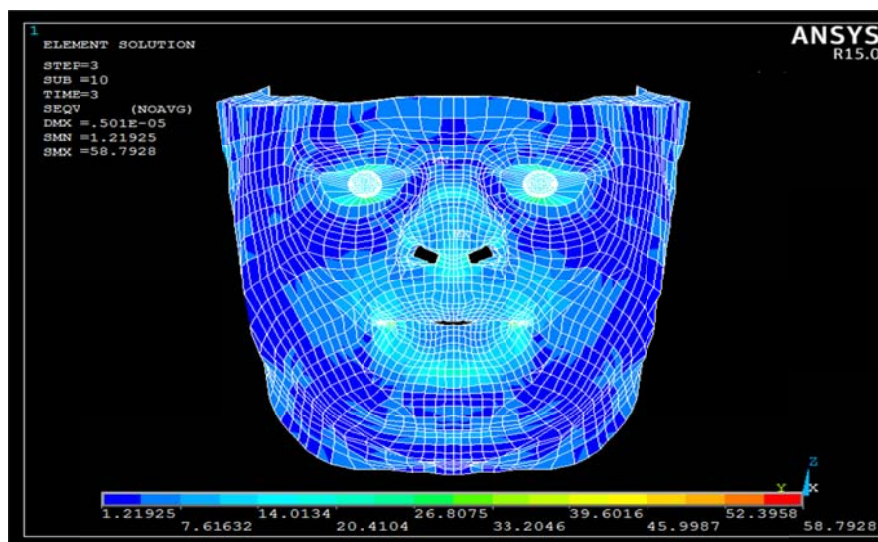 1
ELEMENT SOLUTION
STEP=3
SUB =10
TIME=3
SEQV (NOAVG)
DMX =.501E-05
SMN =1.21925
SMX =58.7928
ANSYS
R15.0
MX
Z
Y X
1.21925 14.0134 26.8075 39.6016 52.3958
7.61632 20.4104 33.2046 45.9987 58.7928